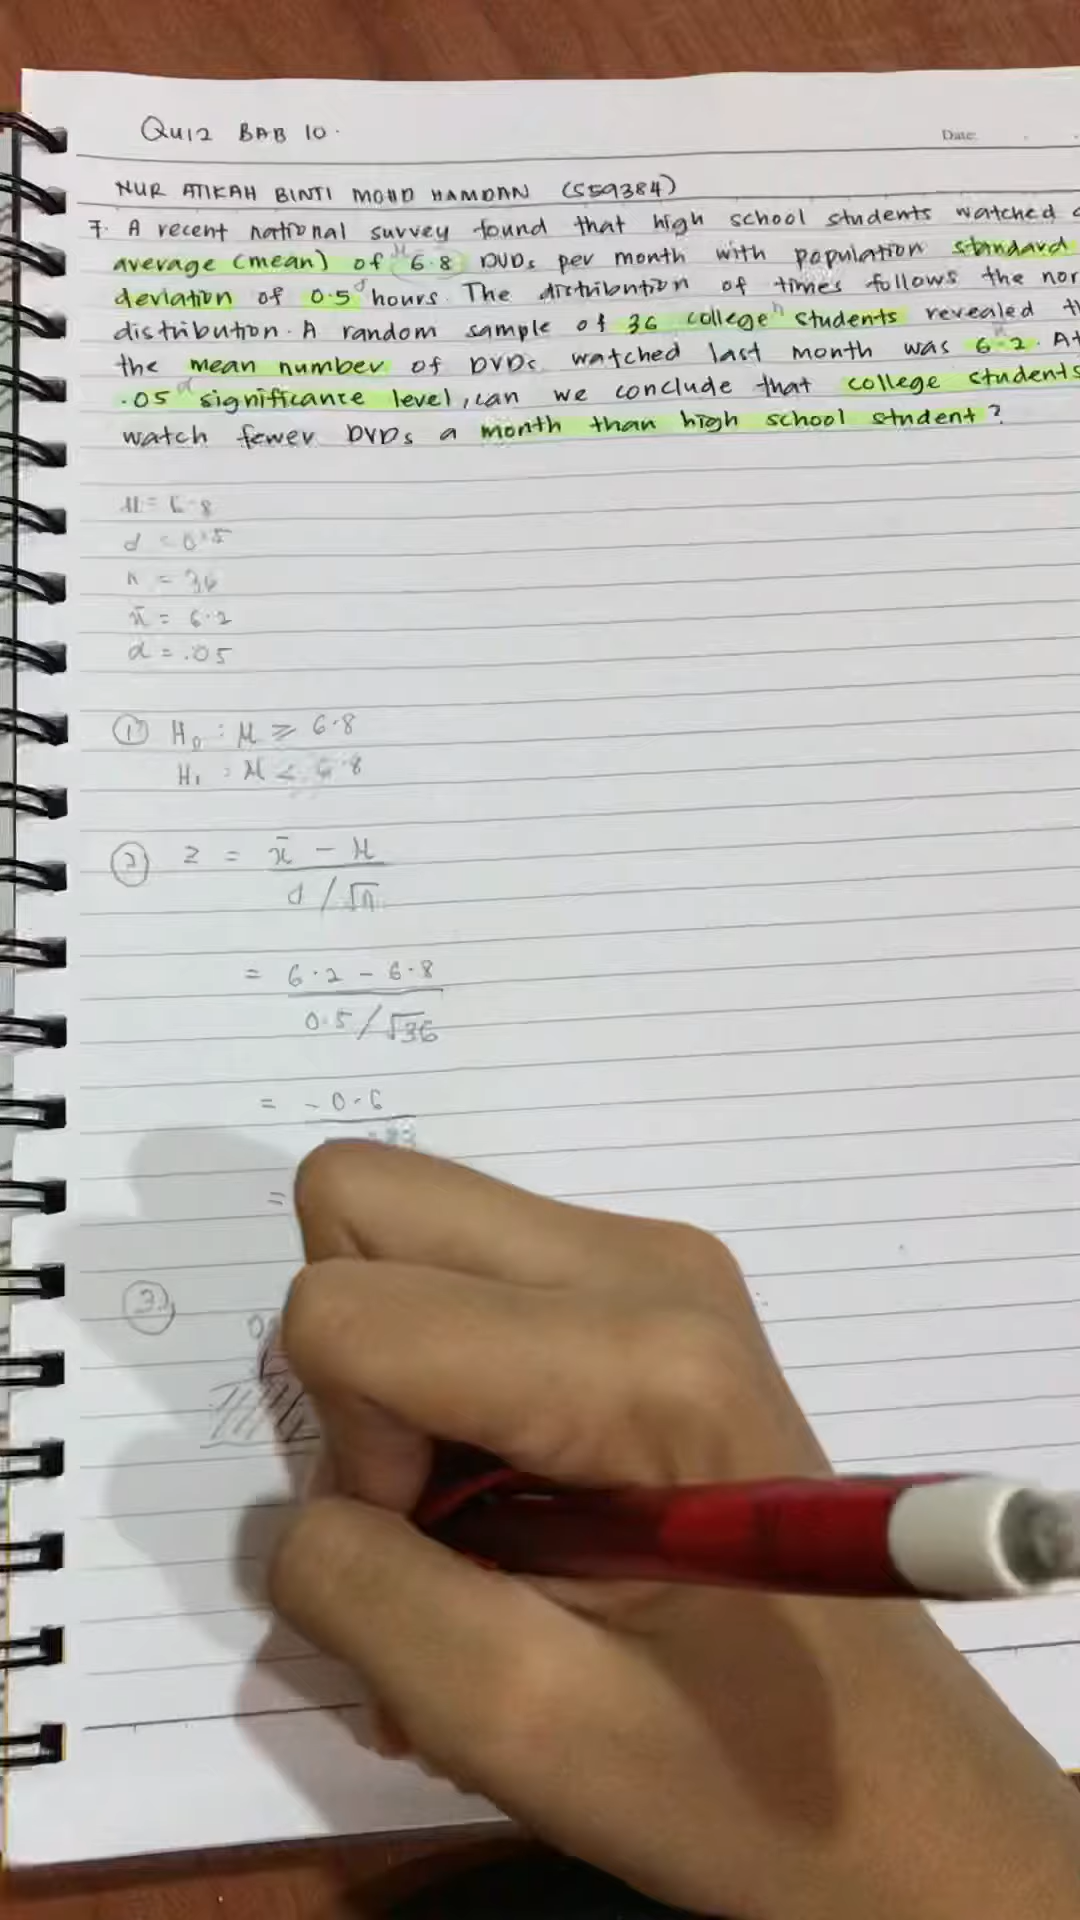 QUIZ BAB 10.
Date:
NUR ATIKAH BINTI MOHD HAMDAN (S59384)
7. A recent national survey found that high school students watched
average (mean) of 6.8 DVDs per month with population standard
μ
deviation of 0.5 hours. The distribution of times follows the nor
σ
distribution. A random sample of 36 college students revealed
n
the mean number of DVDs watched last month was 6.2. At
.05 significance level, can we conclude that college students
α
watch fewer DVDs a month than high school student?
μ = 6.8
σ = 0.5
n = 36
x̄ = 6.2
α = .05
① H₀ : μ ≥ 6.8
H₁ : μ < 6.8
② z = x̄ - μ
σ / √n
= 6.2 - 6.8
0.5 / √36
= -0.6
=
③